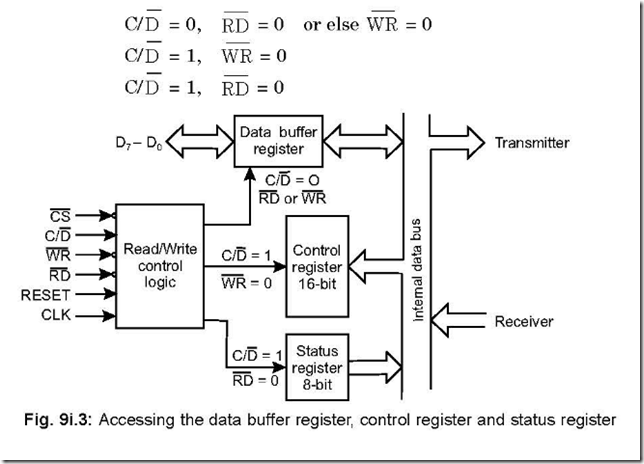 C/D̅ = 0, R̅D̅ = 0 or else W̅R̅ = 0
C/D̅ = 1, W̅R̅ = 0
C/D̅ = 1, R̅D̅ = 0
D₇ – D₀
Data buffer
register
Transmitter
C/D̅ = O
R̅D̅ or W̅R̅
C̅S̅
C/D̅
W̅R̅
R̅D̅
RESET
CLK
Read/Write
control
logic
C/D̅ = 1
W̅R̅ = 0
Control
register
16-bit
Internal data bus
Receiver
C/D̅ = 1
R̅D̅ = 0
Status
register
8-bit
Fig. 9i.3: Accessing the data buffer register, control register and status register